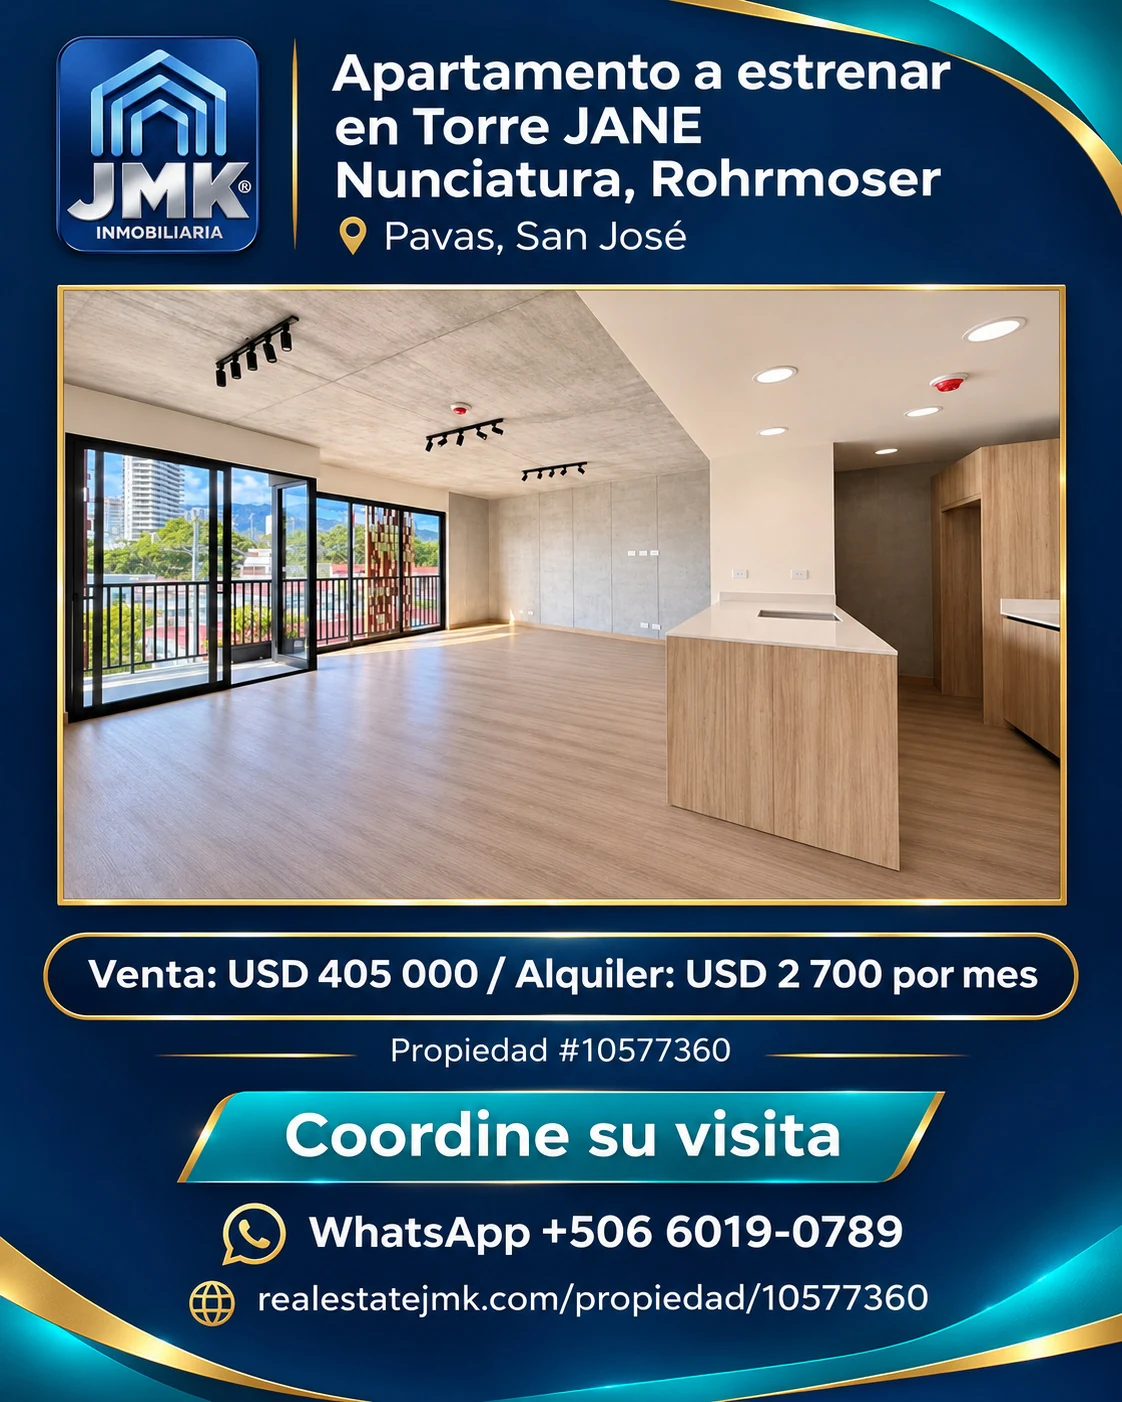 JMK®
INMOBILIARIA
Apartamento a estrenar
en Torre JANE
Nunciatura, Rohrmoser
Pavas, San José
Venta: USD 405 000 / Alquiler: USD 2 700 por mes
Propiedad #10577360
Coordine su visita
WhatsApp +506 6019-0789
realestatejmk.com/propiedad/10577360